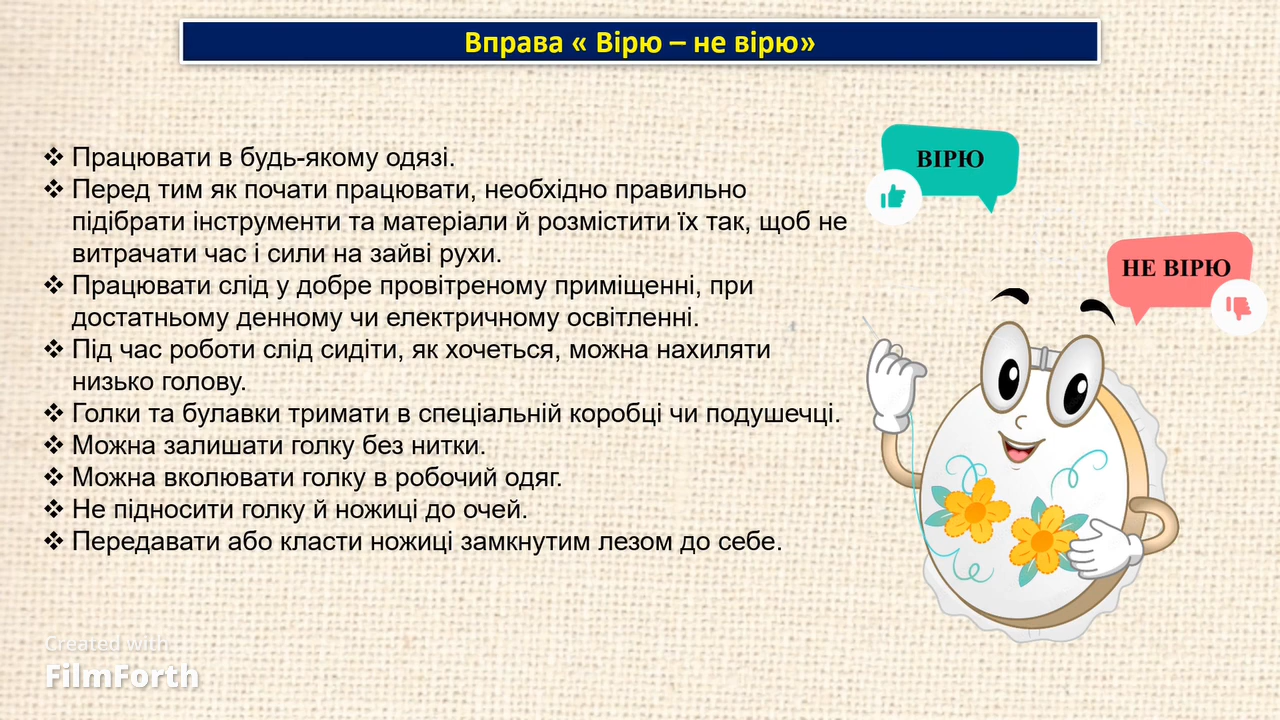 Вправа « Вірю – не вірю»
❖ Працювати в будь-якому одязі.
❖ Перед тим як почати працювати, необхідно правильно
підібрати інструменти та матеріали й розмістити їх так, щоб не
витрачати час і сили на зайві рухи.
❖ Працювати слід у добре провітреному приміщенні, при
достатньому денному чи електричному освітленні.
❖ Під час роботи слід сидіти, як хочеться, можна нахиляти
низько голову.
❖ Голки та булавки тримати в спеціальній коробці чи подушечці.
❖ Можна залишати голку без нитки.
❖ Можна вколювати голку в робочий одяг.
❖ Не підносити голку й ножиці до очей.
❖ Передавати або класти ножиці замкнутим лезом до себе.
ВІРЮ
НЕ ВІРЮ
Created with
FilmForth